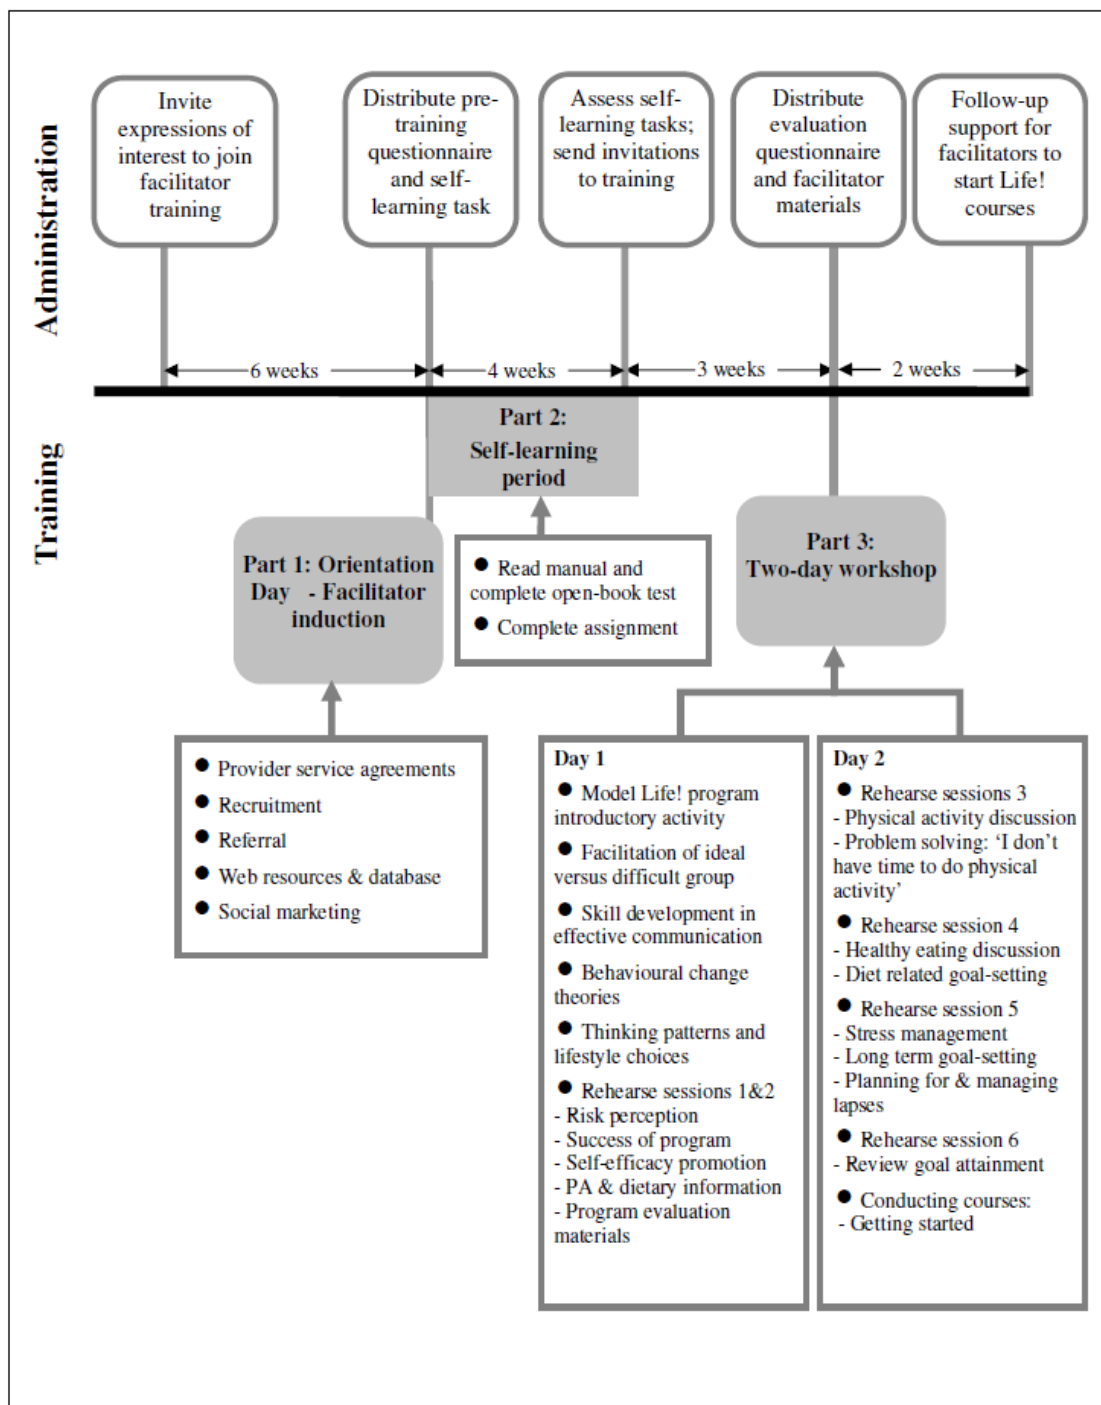 Administration
Invite
expressions of
interest to join
facilitator
training
Distribute pre-
training
questionnaire
and self-
learning task
Assess self-
learning tasks;
send invitations
to training
Distribute
evaluation
questionnaire
and facilitator
materials
Follow-up
support for
facilitators to
start Life!
courses
6 weeks
4 weeks
3 weeks
2 weeks
Training
Part 1: Orientation
Day - Facilitator
induction
● Provider service agreements
● Recruitment
● Referral
● Web resources & database
● Social marketing
Part 2:
Self-learning
period
● Read manual and
complete open-book test
● Complete assignment
Part 3:
Two-day workshop
Day 1
● Model Life! program
introductory activity
● Facilitation of ideal
versus difficult group
● Skill development in
effective communication
● Behavioural change
theories
● Thinking patterns and
lifestyle choices
● Rehearse sessions 1&2
- Risk perception
- Success of program
- Self-efficacy promotion
- PA & dietary information
- Program evaluation
materials
Day 2
● Rehearse sessions 3
- Physical activity discussion
- Problem solving: ‘I don’t
have time to do physical
activity’
● Rehearse session 4
- Healthy eating discussion
- Diet related goal-setting
● Rehearse session 5
- Stress management
- Long term goal-setting
- Planning for & managing
lapses
● Rehearse session 6
- Review goal attainment
● Conducting courses:
- Getting started